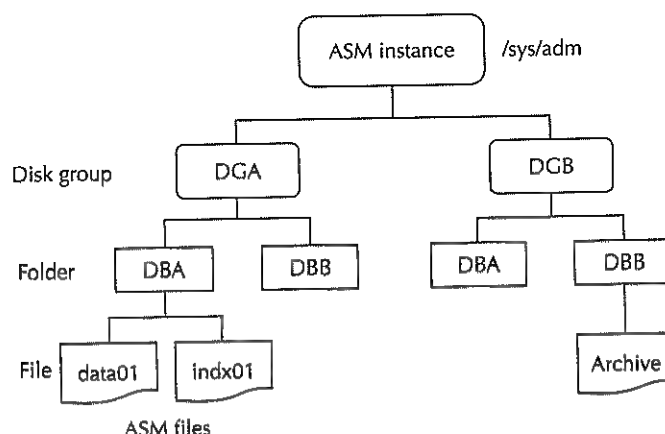 ASM instance /sys/adm
Disk group DGA DGB
Folder DBA DBB DBA DBB
File data01 indx01 Archive
ASM files